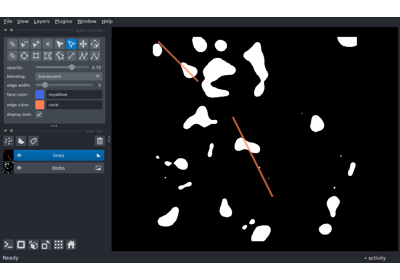 File View Layers Plugins Window Help
opacity: 0.70
blending: translucent
edge width: 5
face color: royalblue
edge color: coral
display text: ✓
lines
blobs
Ready activity